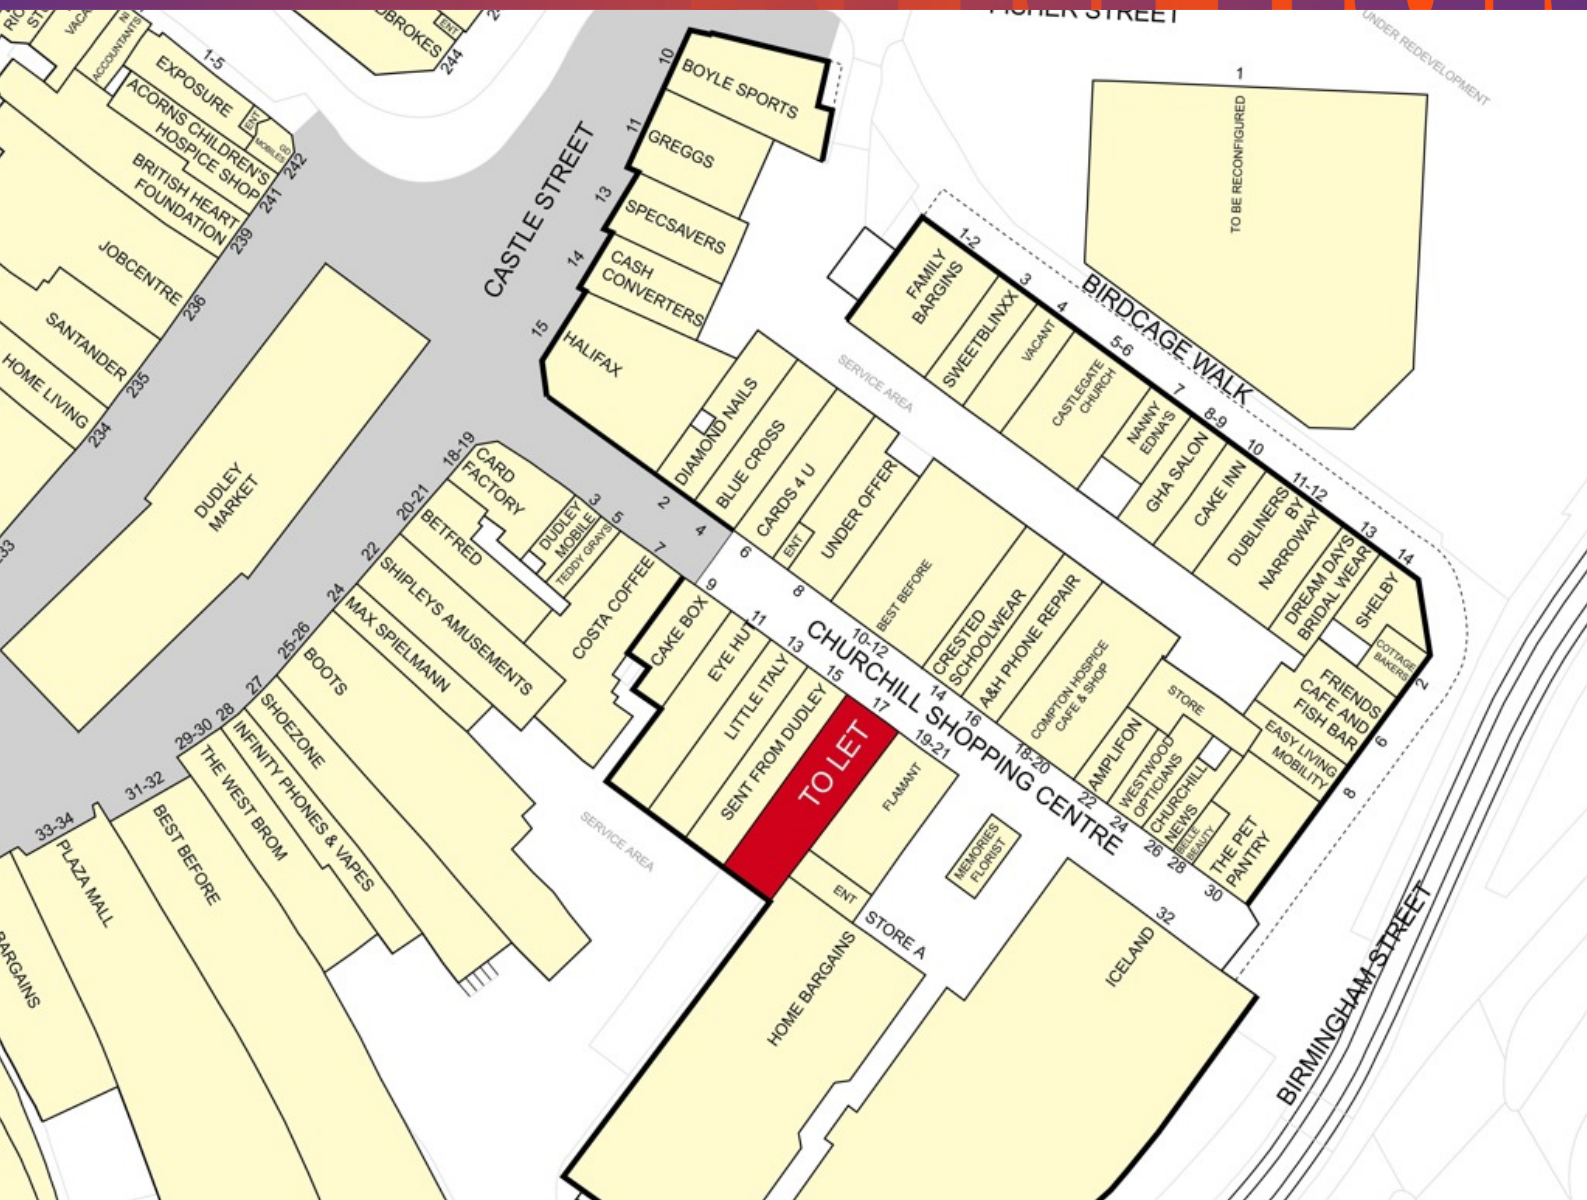 FISHER STREET
UNDER REDEVELOPMENT
VACA
ACCOUNTANTS
1-5
EXPOSURE
ENT
GD
MOBILES
242
ACORNS CHILDREN'S
HOSPICE SHOP
241
BRITISH HEART
FOUNDATION
239
JOBCENTRE
236
SANTANDER
235
HOME LIVING
234
233
DBROKES
ENT
244
CASTLE STREET
10
BOYLE SPORTS
11
GREGGS
13
SPECSAVERS
14
CASH
CONVERTERS
15
HALIFAX
DUDLEY
MARKET
1
TO BE RECONFIGURED
BIRDCAGE WALK
1-2
FAMILY
BARGINS
3
SWEETBLINXX
4
VACANT
5-6
CASTLEGATE
CHURCH
7
NANNY
EDNA'S
8-9
GHA SALON
10
CAKE INN
11-12
DUBLINERS
BY
NARROWAY
13
DREAM DAYS
BRIDAL WEAR
14
SHELBY
COTTAGE
BAKERS
2
FRIENDS
CAFE AND
FISH BAR
6
EASY LIVING
MOBILITY
8
SERVICE AREA
2
DIAMOND NAILS
4
BLUE CROSS
6
CARDS 4 U
ENT
8
UNDER OFFER
10-12
BEST BEFORE
14
CRESTED
SCHOOLWEAR
16
A&H PHONE REPAIR
18-20
COMPTON HOSPICE
CAFE & SHOP
STORE
22
AMPLIFON
24
WESTWOOD
OPTICIANS
26
CHURCHILL
NEWS
28
BELLE
BEAUTY
30
THE PET
PANTRY
CHURCHILL SHOPPING CENTRE
18-19
CARD
FACTORY
3
DUDLEY
MOBILE
5
TEDDY GRAYS
7
COSTA COFFEE
9
CAKE BOX
11
EYE HUT
13
LITTLE ITALY
15
SENT FROM DUDLEY
17
TO LET
19-21
FLAMANT
ENT
MEMORIES
FLORIST
STORE A
HOME BARGAINS
32
ICELAND
SERVICE AREA
20-21
BETFRED
22
SHIPLEYS AMUSEMENTS
24
MAX SPIELMANN
25-26
BOOTS
27
SHOEZONE
28
INFINITY PHONES & VAPES
29-30
THE WEST BROM
31-32
BEST BEFORE
33-34
PLAZA MALL
BARGAINS
BIRMINGHAM STREET